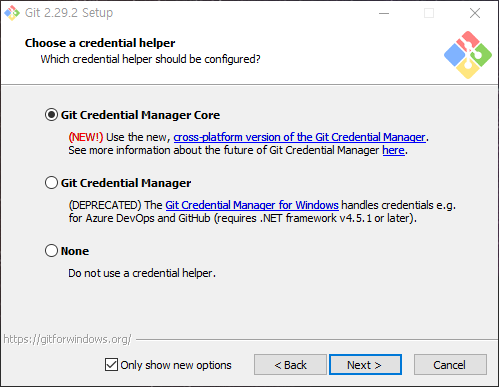 Git 2.29.2 Setup
Choose a credential helper
Which credential helper should be configured?
Git Credential Manager Core
(NEW!) Use the new, cross-platform version of the Git Credential Manager.
See more information about the future of Git Credential Manager here.
Git Credential Manager
(DEPRECATED) The Git Credential Manager for Windows handles credentials e.g.
for Azure DevOps and GitHub (requires .NET framework v4.5.1 or later).
None
Do not use a credential helper.
https://gitforwindows.org/
Only show new options
< Back
Next >
Cancel